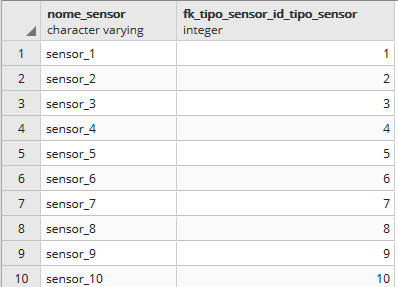 nome_sensor fk_tipo_sensor_id_tipo_sensor
character varying integer
1 sensor_1 1
2 sensor_2 2
3 sensor_3 3
4 sensor_4 4
5 sensor_5 5
6 sensor_6 6
7 sensor_7 7
8 sensor_8 8
9 sensor_9 9
10 sensor_10 10